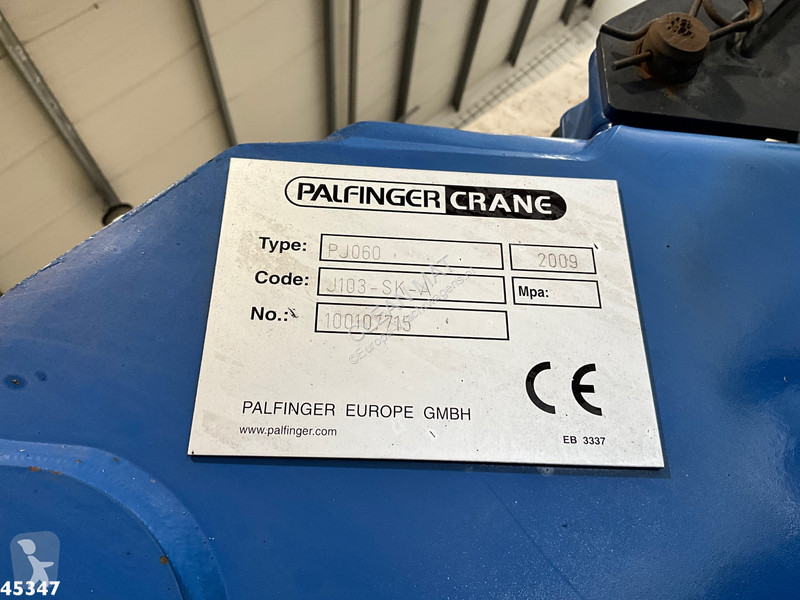 PALFINGER CRANE
Type: PJ060 2009
Code: J103-SK-A Mpa:
No.: 100107715
PALFINGER EUROPE GMBH
www.palfinger.com
CE
EB 3337
45347